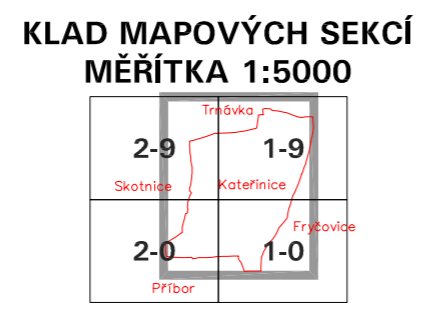 KLAD MAPOVÝCH SEKCÍ
MĚŘÍTKA 1:5000
Trnávka
2-9 1-9
Skotnice Kateřinice
Fryčovice
2-0 1-0
Příbor